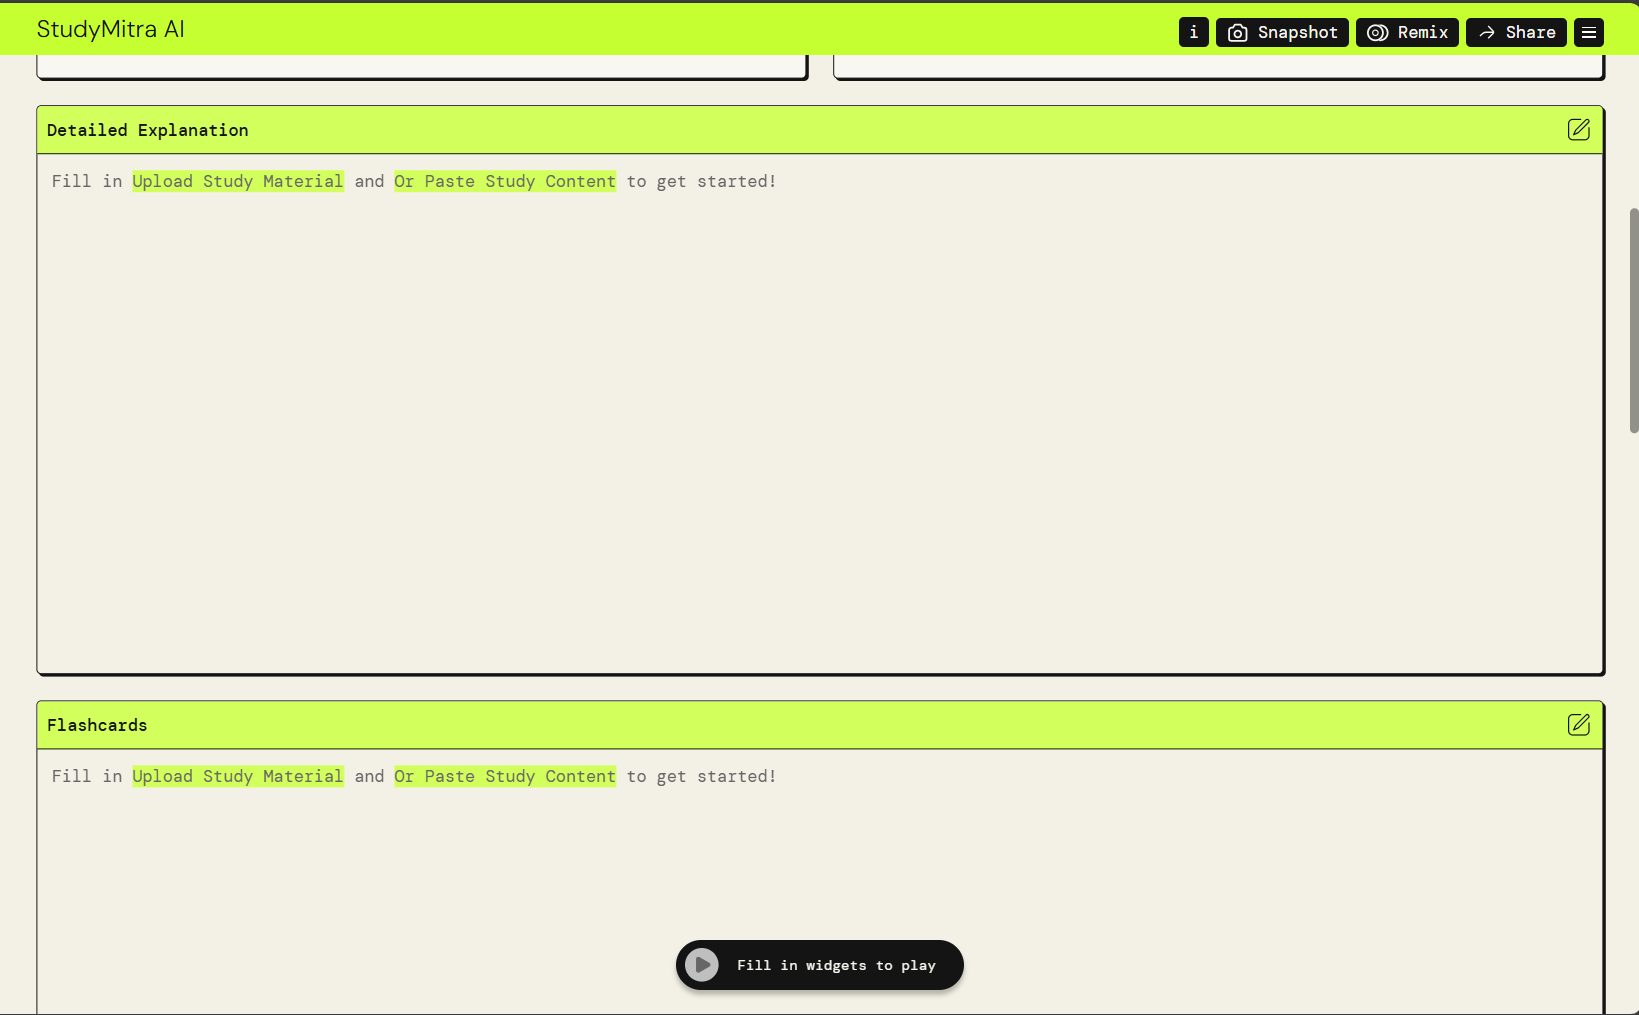 StudyMitra AI
i
Snapshot
Remix
Share
Detailed Explanation
Fill in Upload Study Material and Or Paste Study Content to get started!
Flashcards
Fill in Upload Study Material and Or Paste Study Content to get started!
Fill in widgets to play